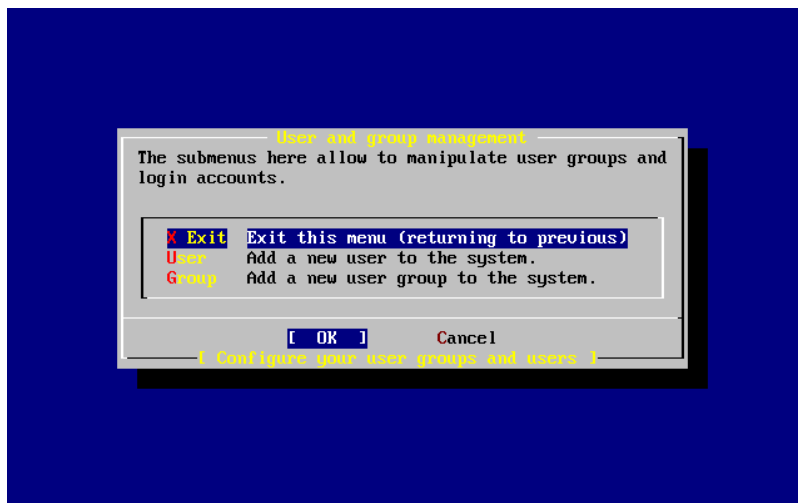 User and group management
The submenus here allow to manipulate user groups and
login accounts.
X Exit Exit this menu (returning to previous)
User Add a new user to the system.
Group Add a new user group to the system.
[ OK ] Cancel
[ Configure your user groups and users ]